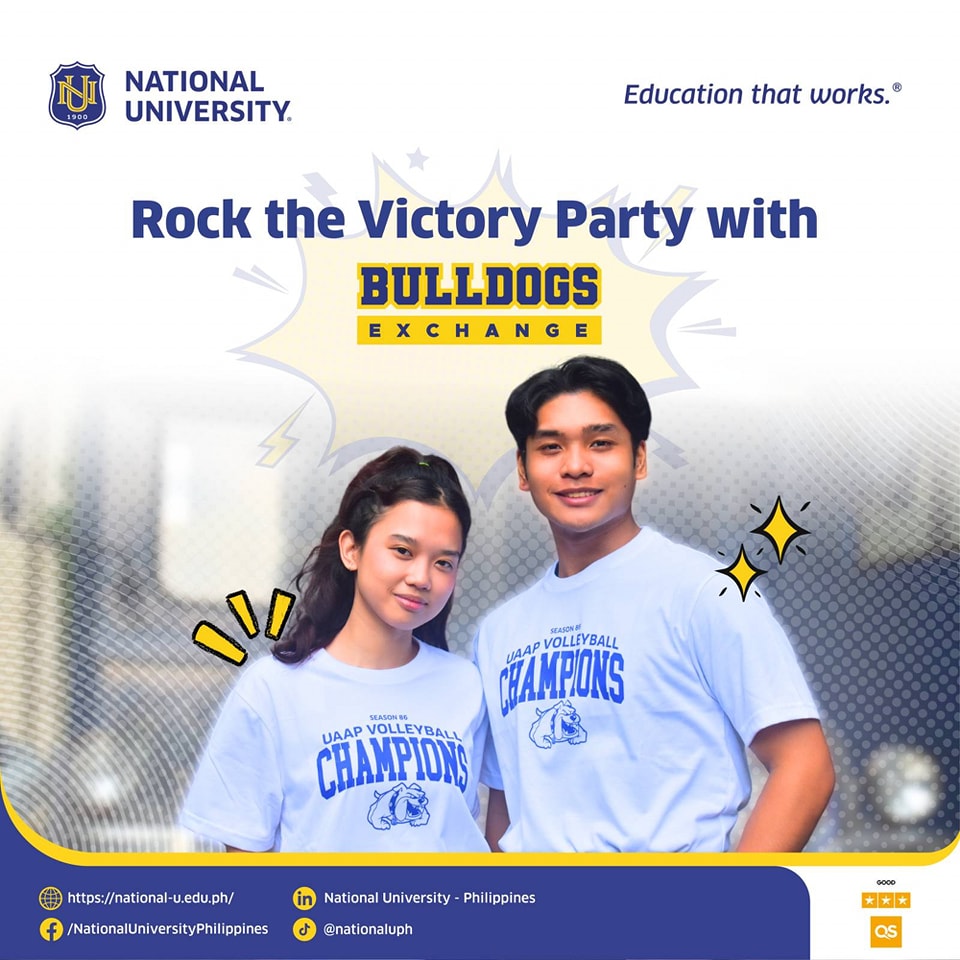 NU
1900
NATIONAL
UNIVERSITY®
Education that works.®
Rock the Victory Party with
BULLDOGS
EXCHANGE
SEASON 86
UAAP VOLLEYBALL
CHAMPIONS
SEASON 86
UAAP VOLLEYBALL
CHAMPIONS
https://national-u.edu.ph/
National University - Philippines
/NationalUniversityPhilippines
@nationaluph
GOOD
QS